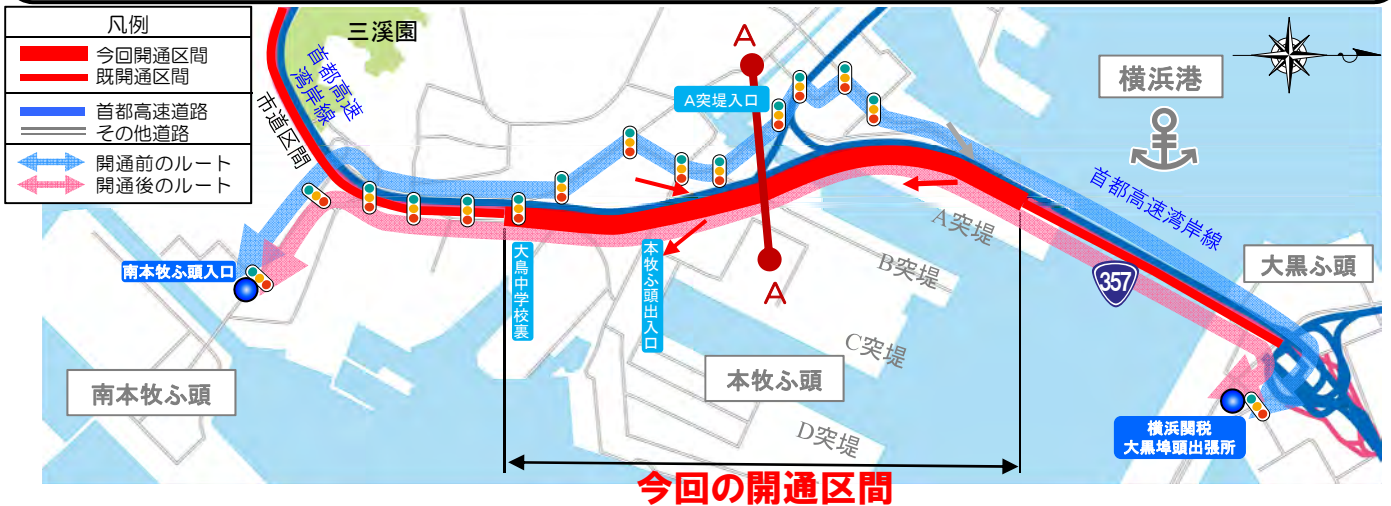 凡例
今回開通区間
既開通区間
首都高速道路
その他道路
開通前のルート
開通後のルート
三溪園
首都高速
湾岸線
市道区間
A
A突堤入口
横浜港
首都高速湾岸線
A突堤
大黒ふ頭
357
B突堤
南本牧ふ頭入口
大鳥中学校裏
本牧ふ頭出入口
A
C突堤
南本牧ふ頭
本牧ふ頭
D突堤
横浜関税
大黒埠頭出張所
今回の開通区間